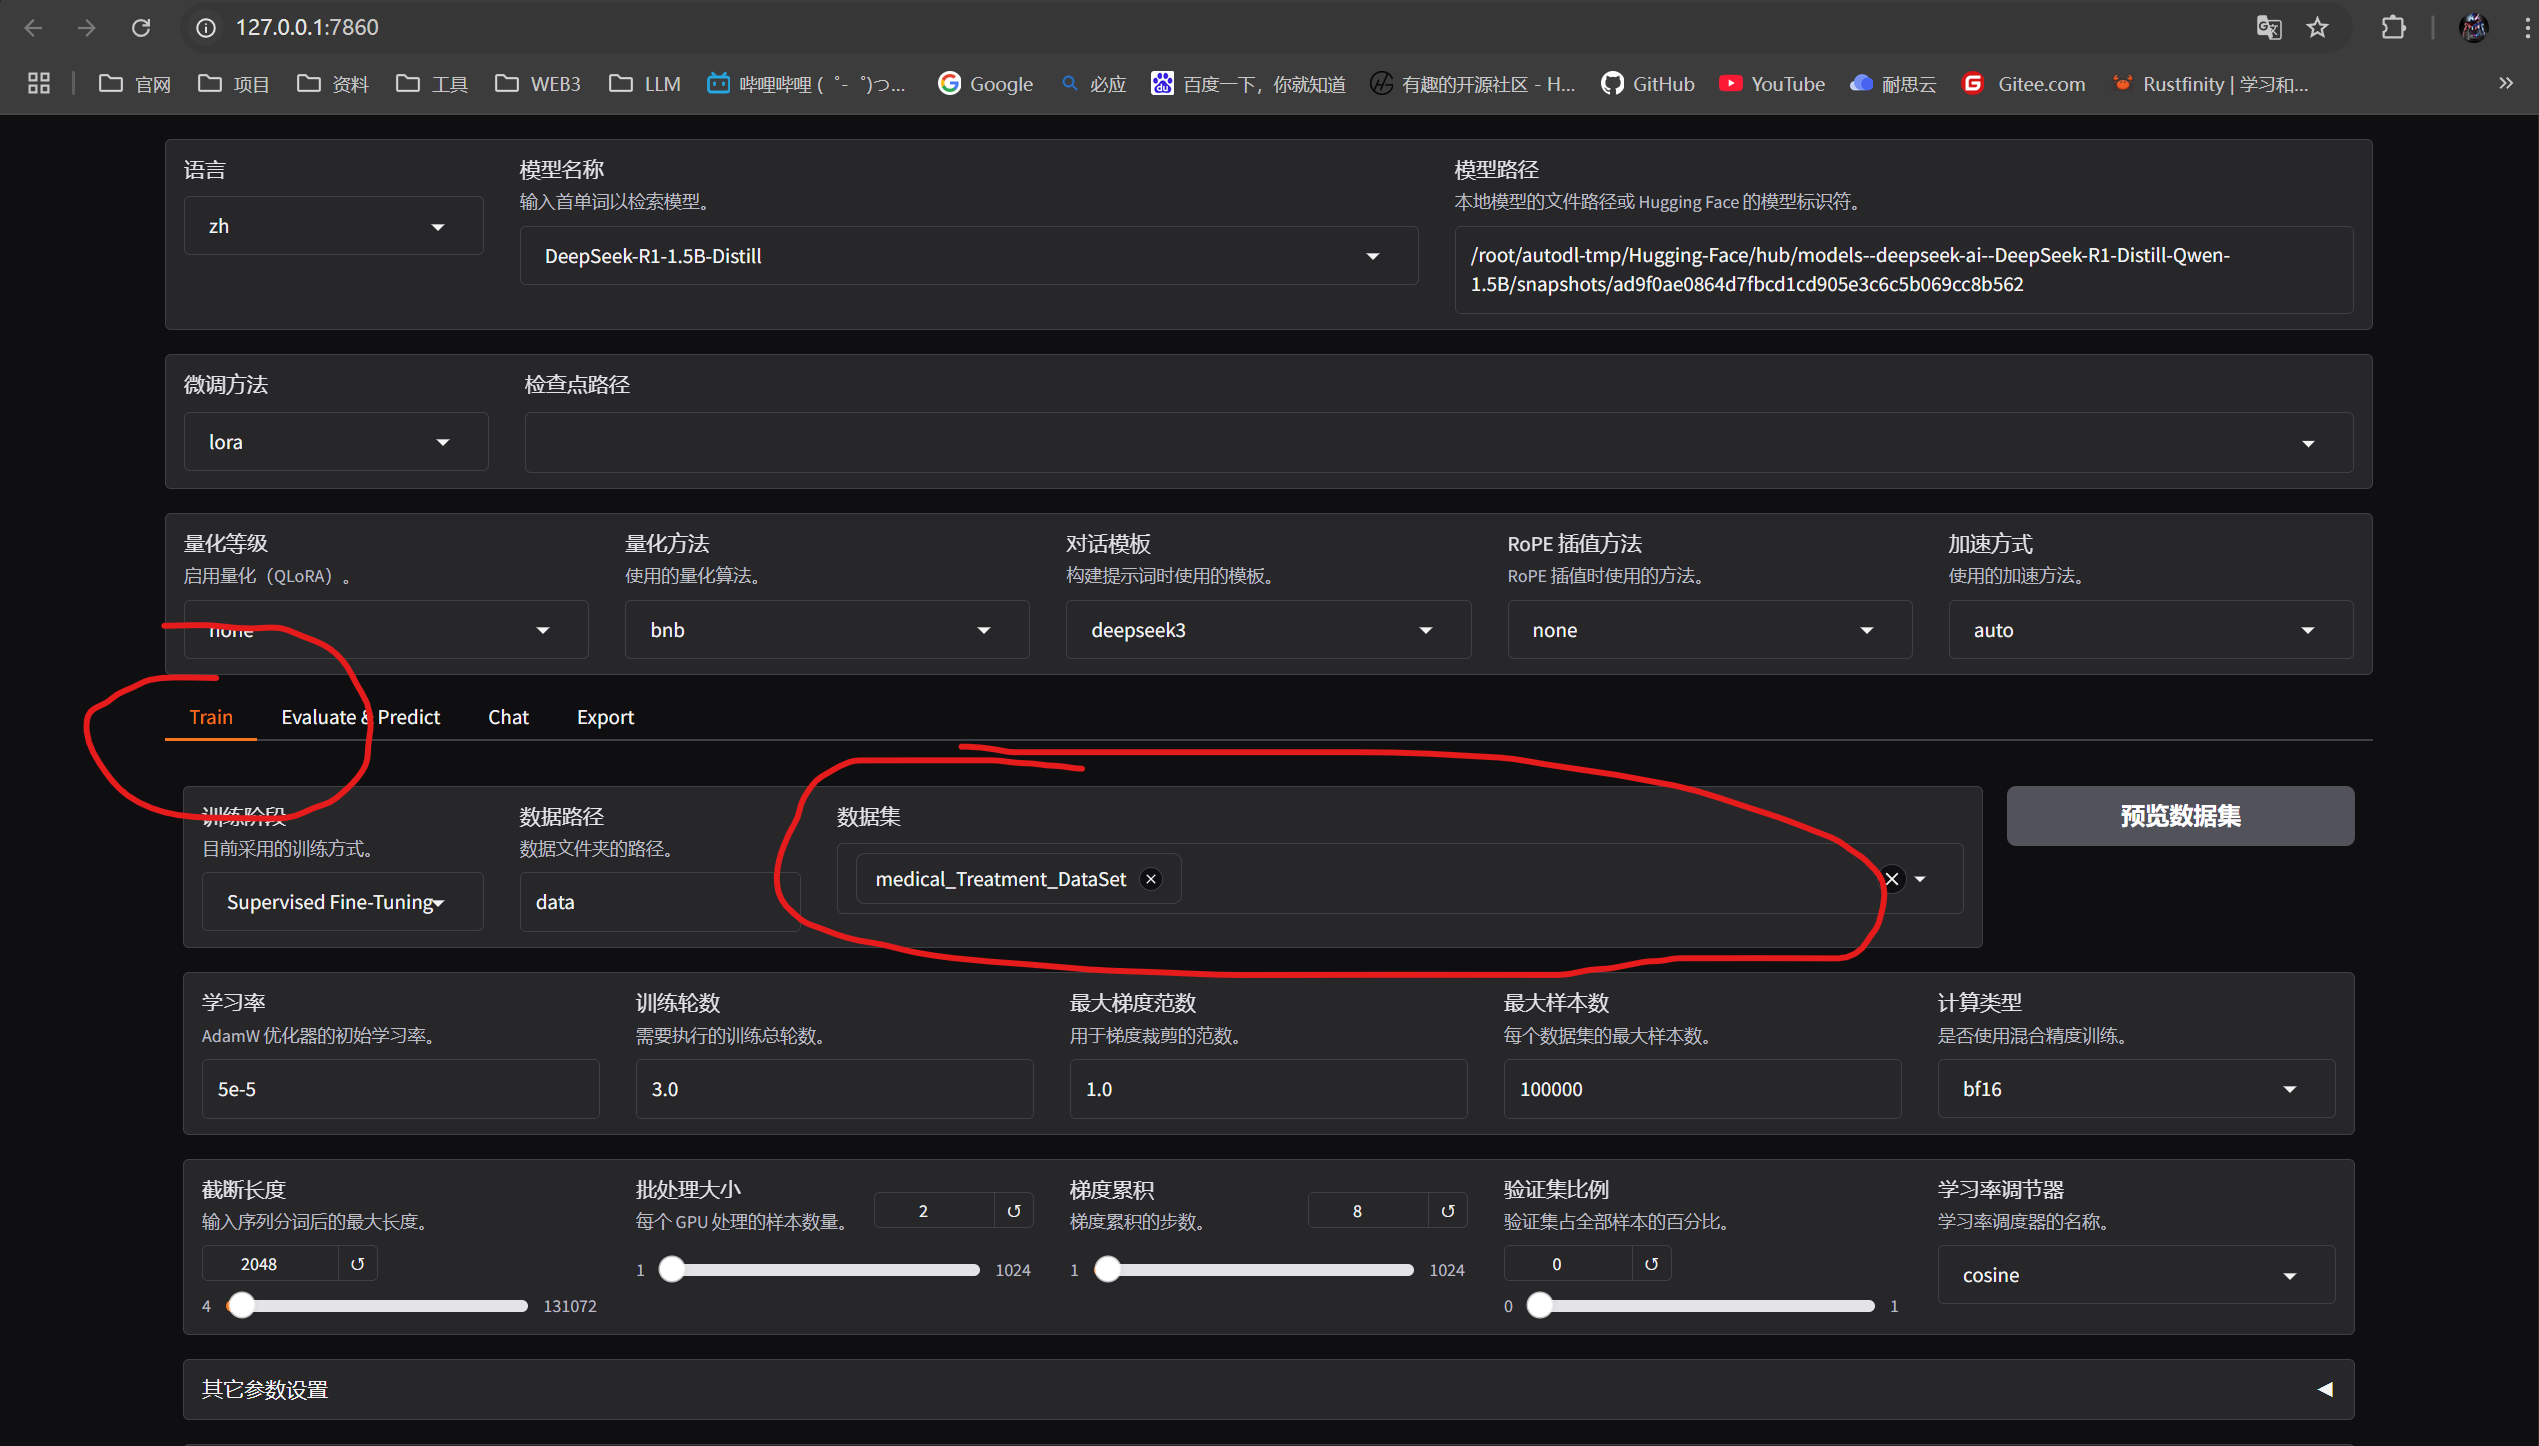 127.0.0.1:7860
官网 项目 资料 工具 WEB3 LLM 哔哩哔哩 (゜-゜)つ... Google 必应 百度一下，你就知道 有趣的开源社区 - H... GitHub YouTube 耐思云 Gitee.com Rustfinity | 学习和...
语言 模型名称 模型路径
输入首单词以检索模型。 本地模型的文件路径或 Hugging Face 的模型标识符。
zh DeepSeek-R1-1.5B-Distill /root/autodl-tmp/Hugging-Face/hub/models--deepseek-ai--DeepSeek-R1-Distill-Qwen-
1.5B/snapshots/ad9f0ae0864d7fbcd1cd905e3c6c5b069cc8b562
微调方法 检查点路径
lora
量化等级 量化方法 对话模板 RoPE 插值方法 加速方式
启用量化（QLoRA）。 使用的量化算法。 构建提示词时使用的模板。 RoPE 插值时使用的方法。 使用的加速方法。
none bnb deepseek3 none auto
Train Evaluate & Predict Chat Export
训练阶段 数据路径 数据集 预览数据集
目前采用的训练方式。 数据文件夹的路径。
Supervised Fine-Tuning data medical_Treatment_DataSet
学习率 训练轮数 最大梯度范数 最大样本数 计算类型
AdamW 优化器的初始学习率。 需要执行的训练总轮数。 用于梯度裁剪的范数。 每个数据集的最大样本数。 是否使用混合精度训练。
5e-5 3.0 1.0 100000 bf16
截断长度 批处理大小 梯度累积 验证集比例 学习率调节器
输入序列分词后的最大长度。 每个 GPU 处理的样本数量。 2 梯度累积的步数。 8 验证集占全部样本的百分比。 学习率调度器的名称。
2048 1 1024 1 1024 0 cosine
4 131072 0 1
其它参数设置